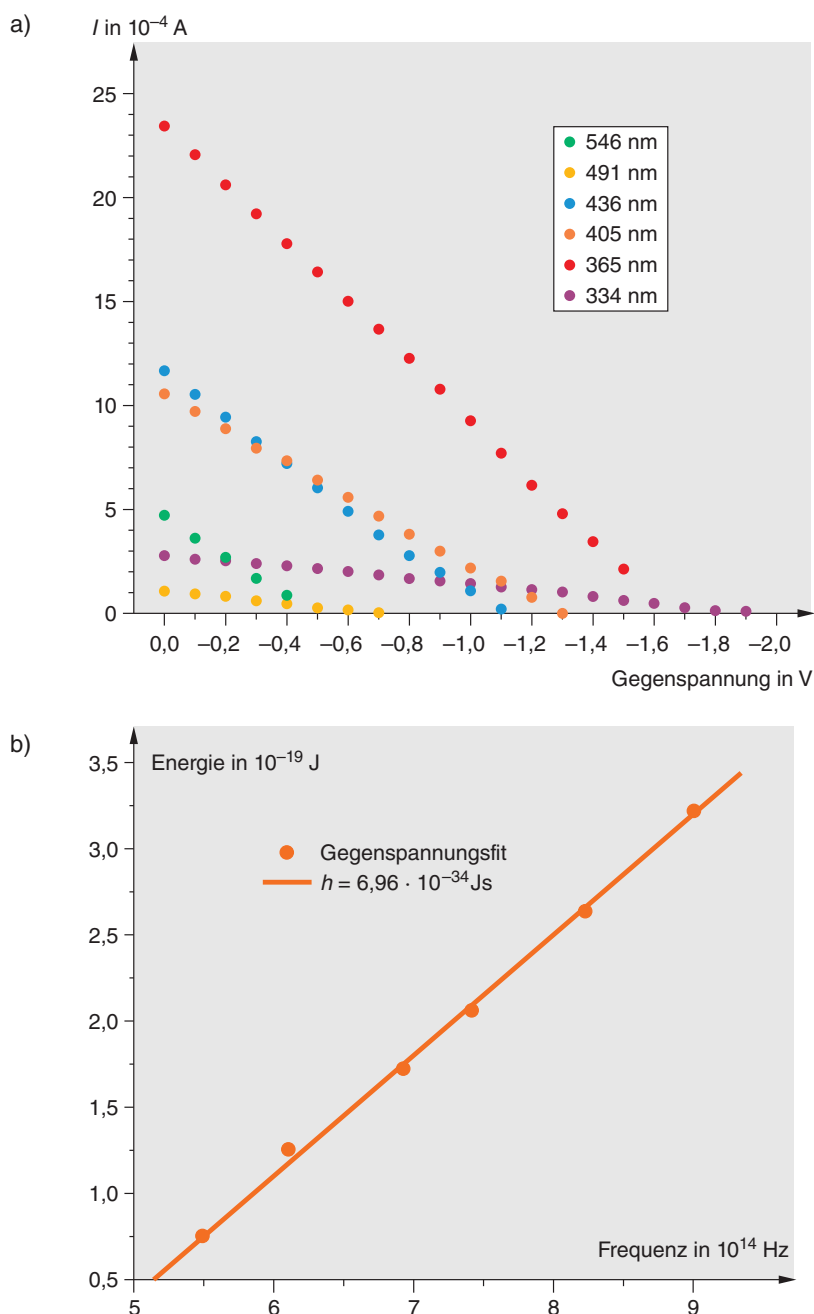 a)
I in 10⁻⁴ A
25
20
15
10
5
0
546 nm
491 nm
436 nm
405 nm
365 nm
334 nm
0,0 −0,2 −0,4 −0,6 −0,8 −1,0 −1,2 −1,4 −1,6 −1,8 −2,0
Gegenspannung in V
b)
Energie in 10⁻¹⁹ J
3,5
3,0
2,5
2,0
1,5
1,0
0,5
Gegenspannungsfit
h = 6,96 · 10⁻³⁴ Js
Frequenz in 10¹⁴ Hz
5 6 7 8 9